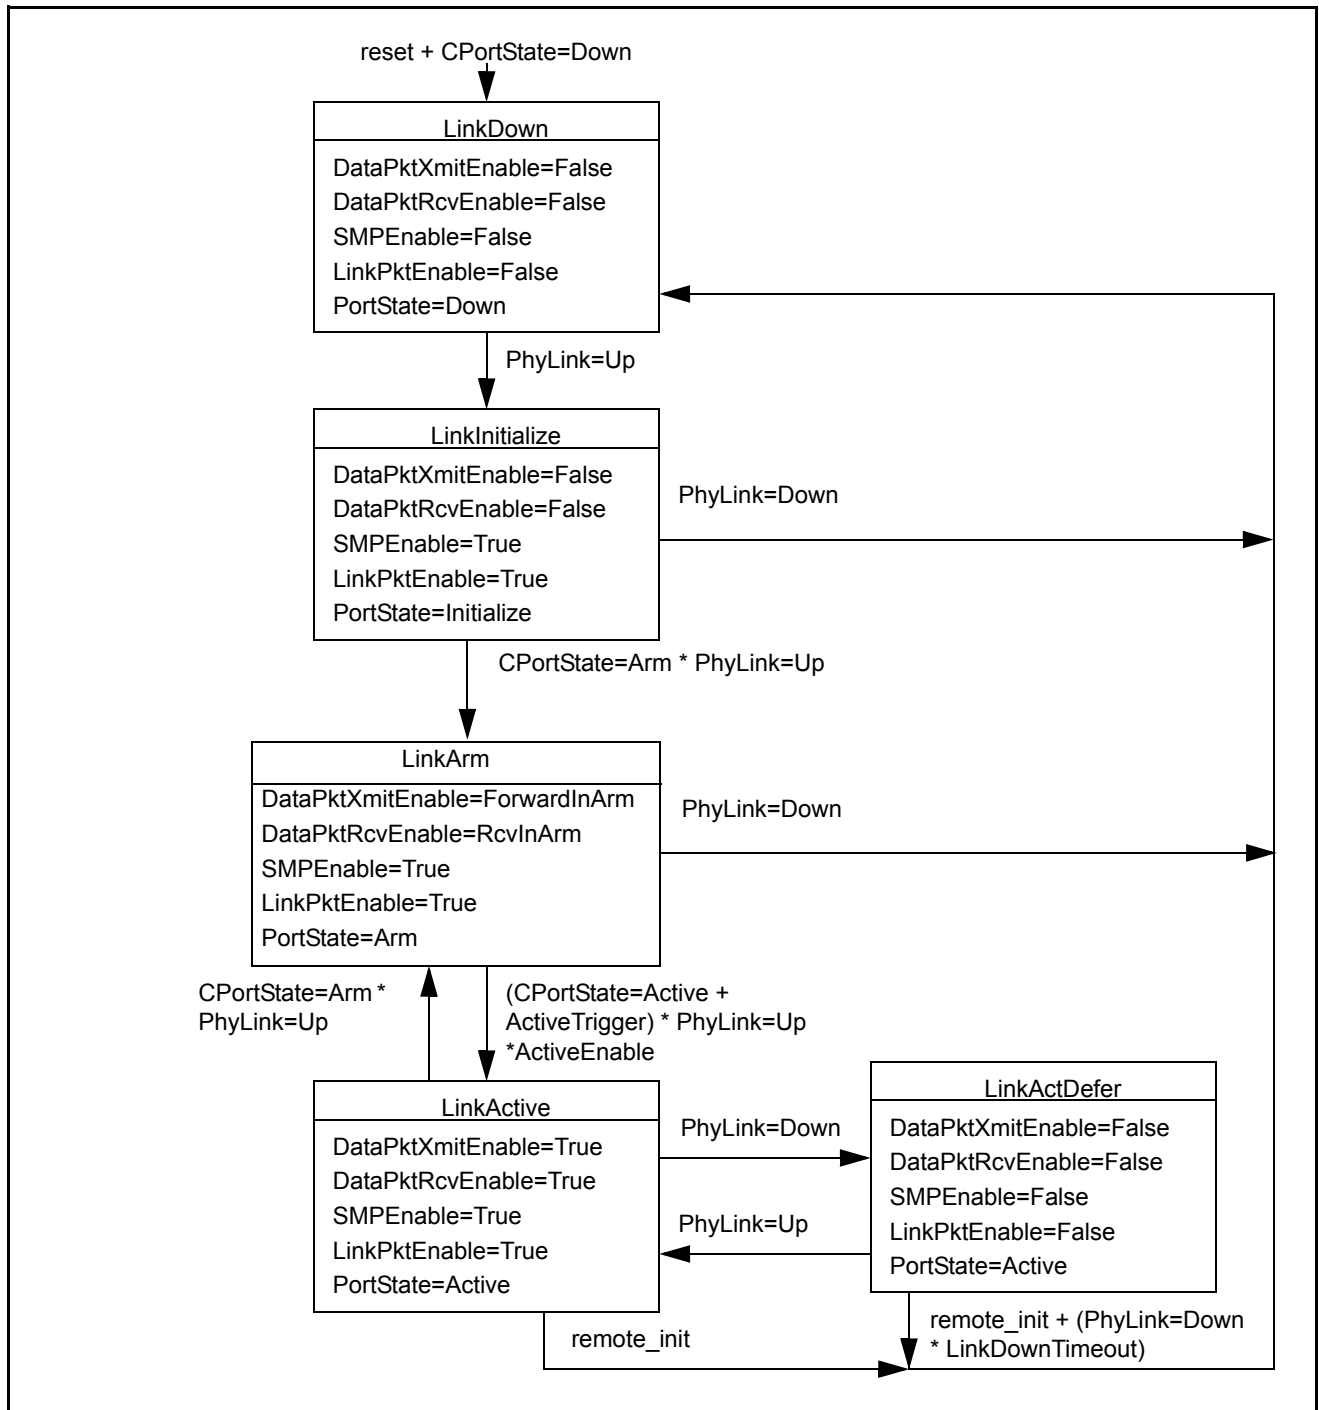 reset + CPortState=Down
LinkDown
DataPktXmitEnable=False
DataPktRcvEnable=False
SMPEnable=False
LinkPktEnable=False
PortState=Down
PhyLink=Up
LinkInitialize
DataPktXmitEnable=False
DataPktRcvEnable=False
SMPEnable=True
LinkPktEnable=True
PortState=Initialize
PhyLink=Down
CPortState=Arm * PhyLink=Up
LinkArm
DataPktXmitEnable=ForwardInArm
DataPktRcvEnable=RcvInArm
SMPEnable=True
LinkPktEnable=True
PortState=Arm
PhyLink=Down
CPortState=Arm *
PhyLink=Up
(CPortState=Active +
ActiveTrigger) * PhyLink=Up
*ActiveEnable
LinkActive
DataPktXmitEnable=True
DataPktRcvEnable=True
SMPEnable=True
LinkPktEnable=True
PortState=Active
PhyLink=Down
PhyLink=Up
LinkActDefer
DataPktXmitEnable=False
DataPktRcvEnable=False
SMPEnable=False
LinkPktEnable=False
PortState=Active
remote_init
remote_init + (PhyLink=Down
* LinkDownTimeout)